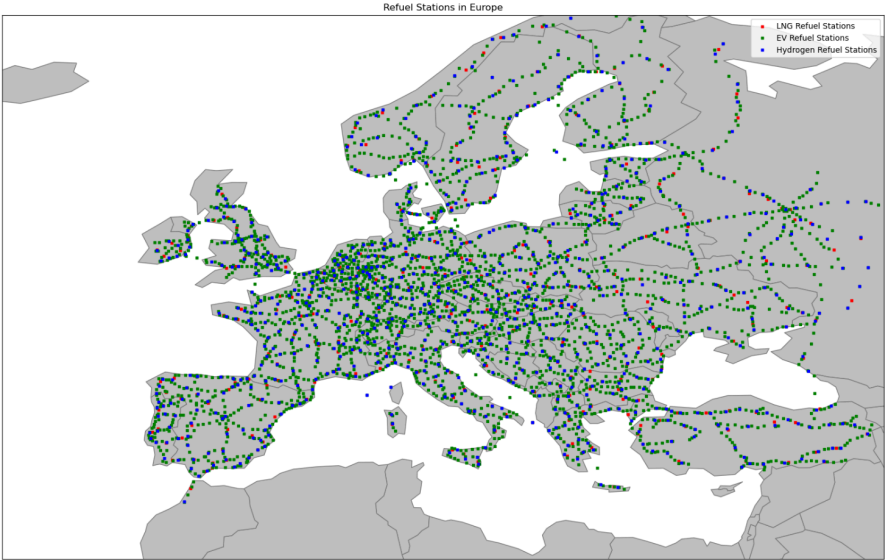 Refuel Stations in Europe
LNG Refuel Stations
EV Refuel Stations
Hydrogen Refuel Stations